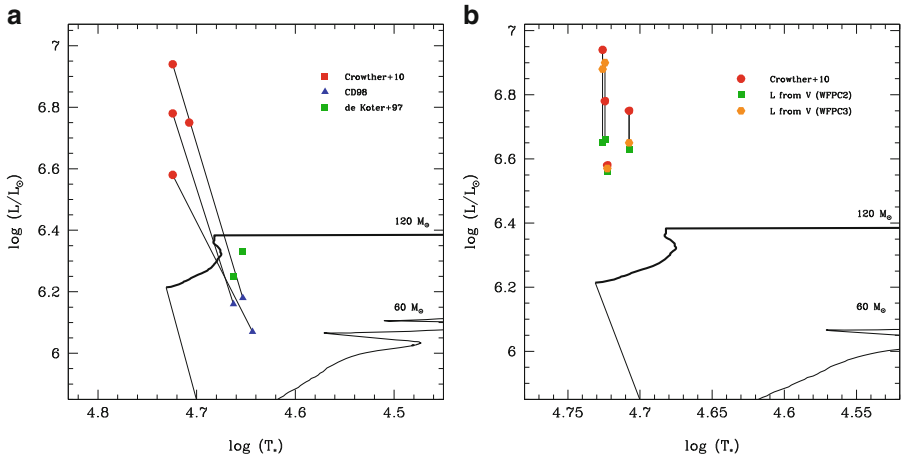 a
7
6.8
6.6
6.4
6.2
6
log (L/L⊙)
4.8
4.7
4.6
4.5
log (T*)
Crowther+10
CD98
de Koter+97
120 M⊙
60 M⊙
b
7
6.8
6.6
6.4
6.2
6
log (L/L⊙)
4.75
4.7
4.65
4.6
4.55
log (T*)
Crowther+10
L from V (WFPC2)
L from V (WFPC3)
120 M⊙
60 M⊙